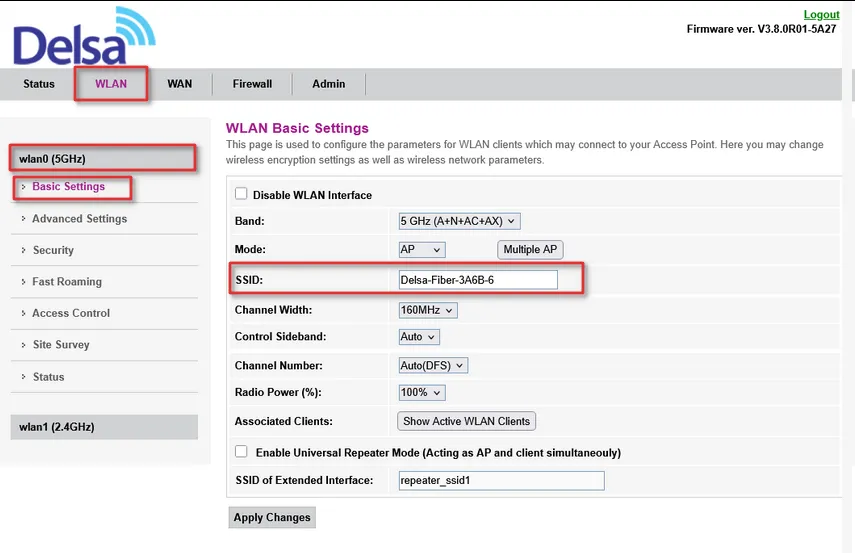 Delsa
Logout
Firmware ver. V3.8.0R01-5A27
Status WLAN WAN Firewall Admin
wlan0 (5GHz)
Basic Settings
Advanced Settings
Security
Fast Roaming
Access Control
Site Survey
Status
wlan1 (2.4GHz)
WLAN Basic Settings
This page is used to configure the parameters for WLAN clients which may connect to your Access Point. Here you may change
wireless encryption settings as well as wireless network parameters.
Disable WLAN Interface
Band: 5 GHz (A+N+AC+AX)
Mode: AP Multiple AP
SSID: Delsa-Fiber-3A6B-6
Channel Width: 160MHz
Control Sideband: Auto
Channel Number: Auto(DFS)
Radio Power (%): 100%
Associated Clients: Show Active WLAN Clients
Enable Universal Repeater Mode (Acting as AP and client simultaneouly)
SSID of Extended Interface: repeater_ssid1
Apply Changes